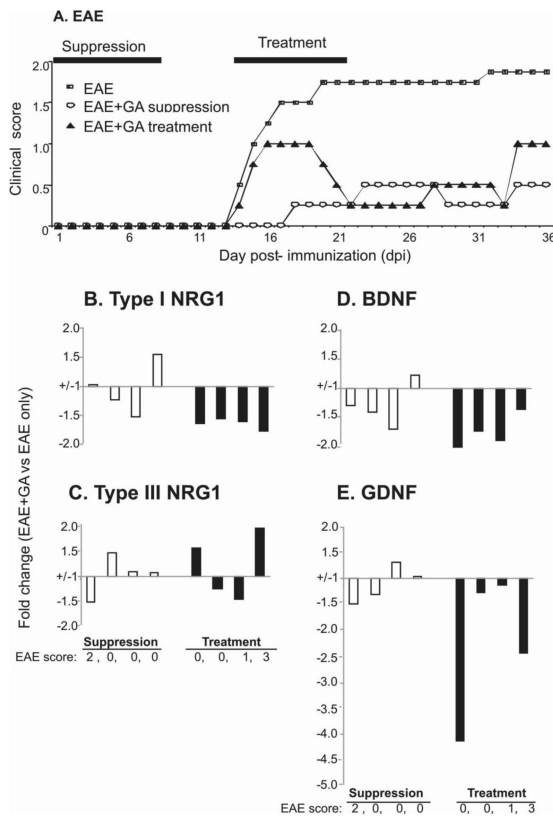 A. EAE
Suppression
Treatment
2.0
1.5
1.0
0.5
0
Clinical score
EAE
EAE+GA suppression
EAE+GA treatment
1 6 11 16 21 26 31 36
Day post- immunization (dpi)
B. Type I NRG1
2.0
1.5
+/-1
-1.5
-2.0
D. BDNF
2.0
1.5
+/-1
-1.5
-2.0
Fold change (EAE+GA vs EAE only)
C. Type III NRG1
2.0
1.5
+/-1
-1.5
-2.0
Suppression Treatment
EAE score: 2 , 0, 0, 0 0, 0, 1, 3
E. GDNF
2.0
1.5
+/-1
-1.5
-2.0
-2.5
-3.0
-3.5
-4.0
-4.5
-5.0
Suppression Treatment
EAE score: 2 , 0, 0, 0 0, 0, 1, 3